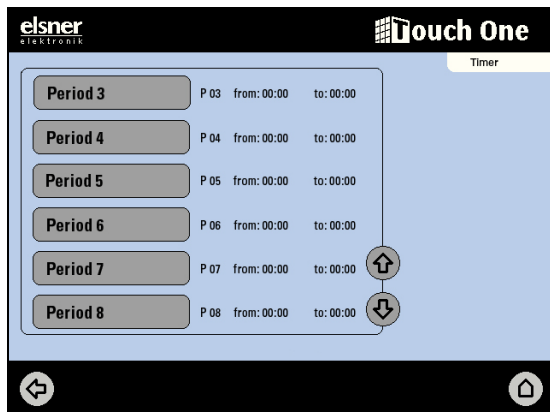 elsner
elektronik
Touch One
Timer
Period 3 P 03 from: 00:00 to: 00:00
Period 4 P 04 from: 00:00 to: 00:00
Period 5 P 05 from: 00:00 to: 00:00
Period 6 P 06 from: 00:00 to: 00:00
Period 7 P 07 from: 00:00 to: 00:00
Period 8 P 08 from: 00:00 to: 00:00